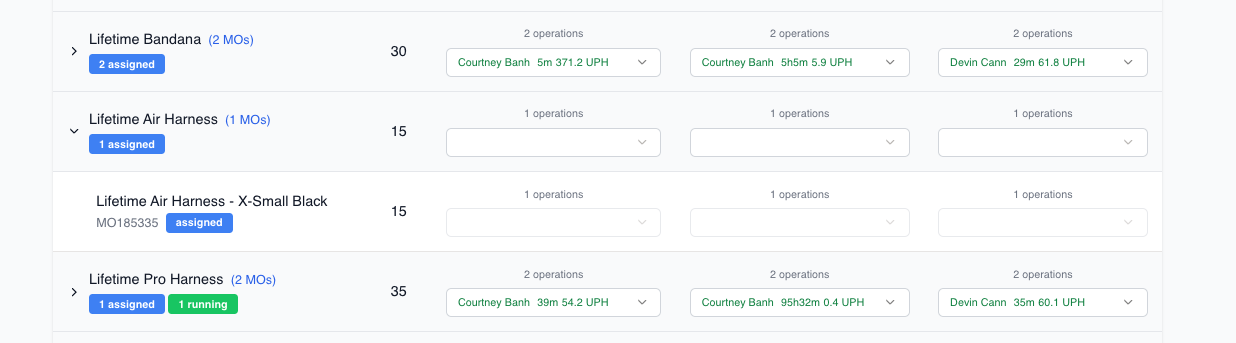 Lifetime Bandana (2 MOs)
2 assigned
30
2 operations
Courtney Banh 5m 371.2 UPH
2 operations
Courtney Banh 5h5m 5.9 UPH
2 operations
Devin Cann 29m 61.8 UPH
Lifetime Air Harness (1 MOs)
1 assigned
15
1 operations
1 operations
1 operations
Lifetime Air Harness - X-Small Black
MO185335 assigned
15
1 operations
1 operations
1 operations
Lifetime Pro Harness (2 MOs)
1 assigned 1 running
35
2 operations
Courtney Banh 39m 54.2 UPH
2 operations
Courtney Banh 95h32m 0.4 UPH
2 operations
Devin Cann 35m 60.1 UPH